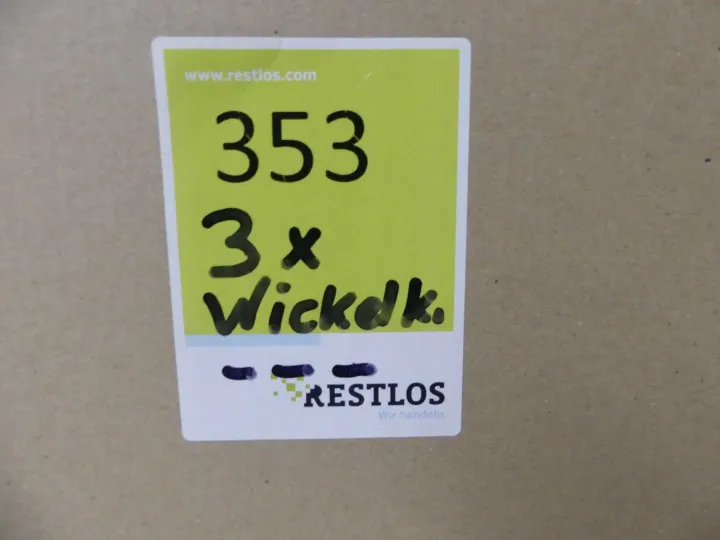 www.restlos.com
353
3 x
Wickelk.
RESTLOS
Wir handeln.